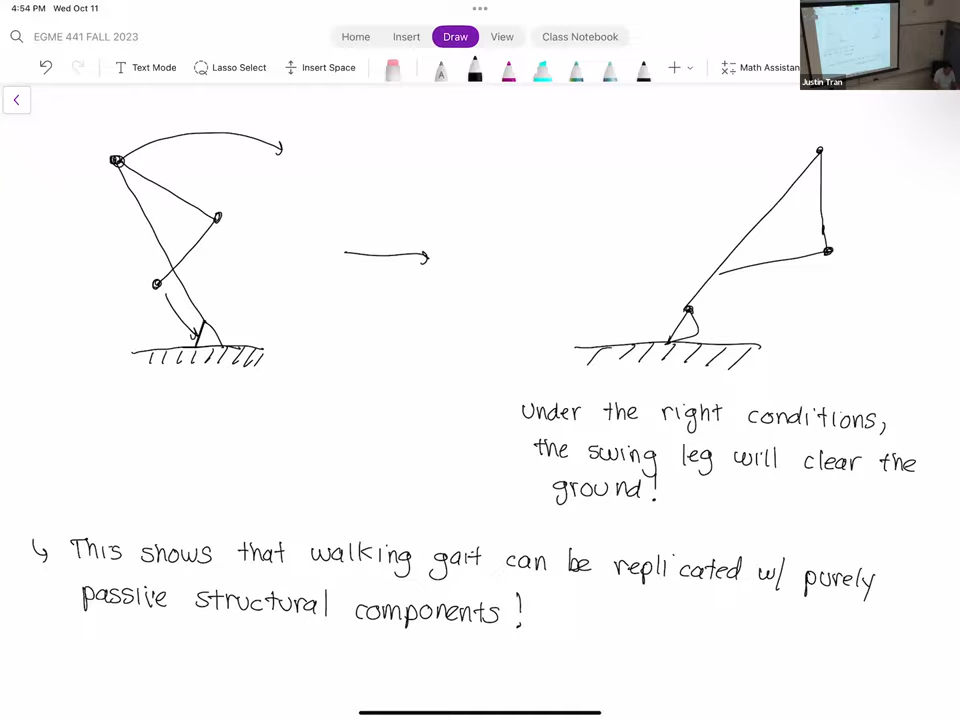 4:54 PM Wed Oct 11
EGME 441 FALL 2023
Home Insert Draw View Class Notebook
Text Mode Lasso Select Insert Space Math Assistan
Justin Tran
Under the right conditions,
the swing leg will clear the
ground!
This shows that walking gait can be replicated w/ purely
passive structural components!